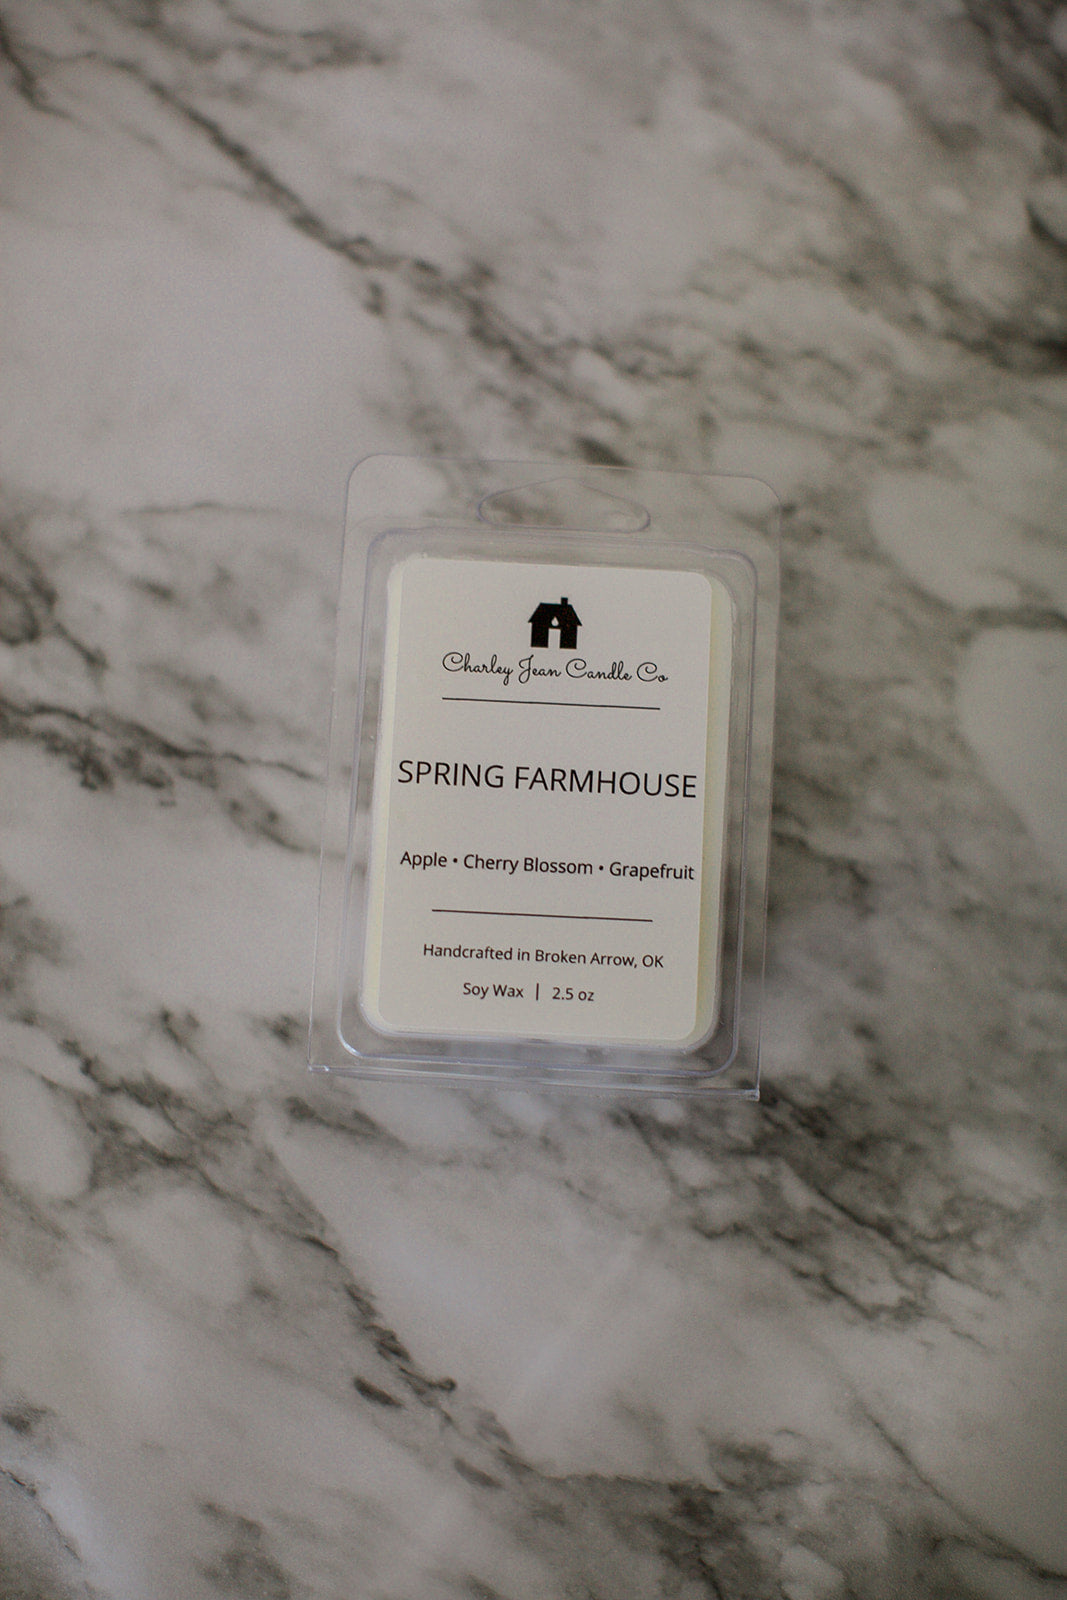 Charley Jean Candle Co
SPRING FARMHOUSE
Apple • Cherry Blossom • Grapefruit
Handcrafted in Broken Arrow, OK
Soy Wax | 2.5 oz